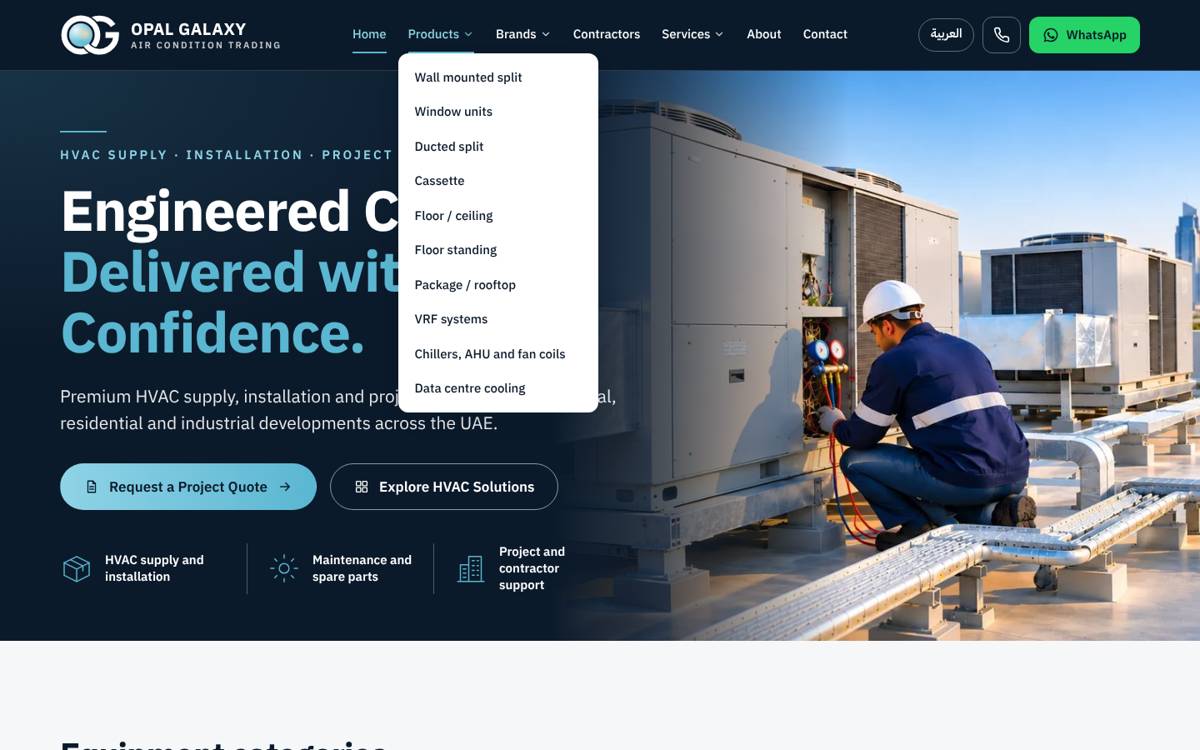 OPAL GALAXY
AIR CONDITION TRADING
Home
Products
Brands
Services
Contractors
About
Contact
العربية
WhatsApp
Wall mounted split
Window units
Ducted split
Cassette
Floor / ceiling
Floor standing
Package / rooftop
VRF systems
Chillers, AHU and fan coils
Data centre cooling
HVAC SUPPLY · INSTALLATION · PROJECT
Engineered
Delivered
Confidence.
Premium HVAC supply, installation and
residential and industrial developments across the UAE.
Request a Project Quote
Explore HVAC Solutions
HVAC supply and
installation
Maintenance and
spare parts
Project and
contractor
support
Equipment categories